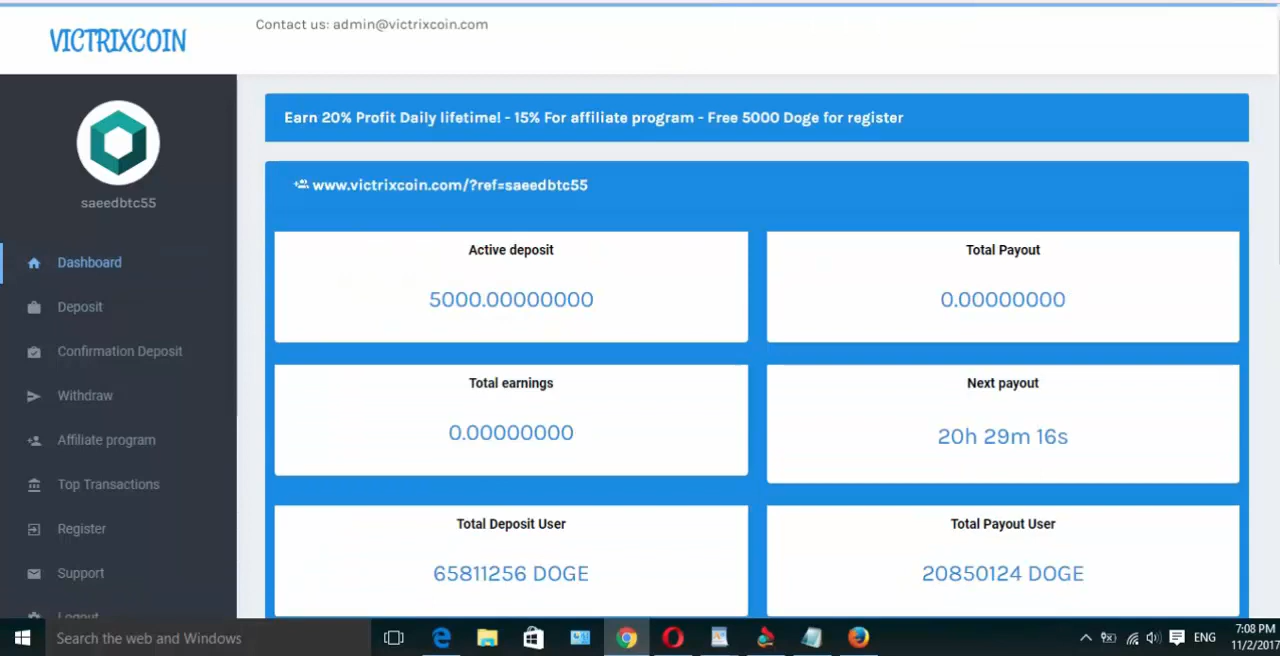 VICTRIXCOIN
Contact us: admin@victrixcoin.com
saeedbtc55
Dashboard
Deposit
Confirmation Deposit
Withdraw
Affiliate program
Top Transactions
Register
Support
Logout
Earn 20% Profit Daily lifetime! - 15% For affiliate program - Free 5000 Doge for register
www.victrixcoin.com/?ref=saeedbtc55
Active deposit
5000.00000000
Total Payout
0.00000000
Total earnings
0.00000000
Next payout
20h 29m 16s
Total Deposit User
65811256 DOGE
Total Payout User
20850124 DOGE
Search the web and Windows
ENG
7:08 PM
11/2/2017